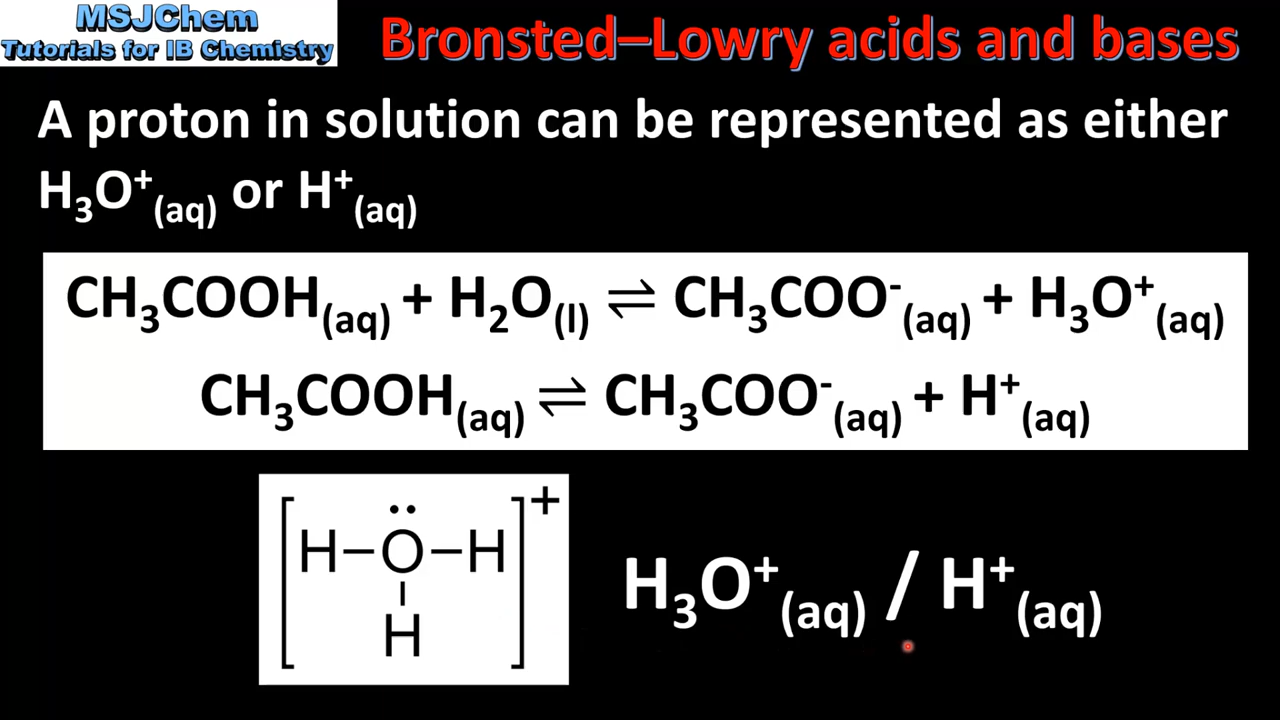 MSJChem
Tutorials for IB Chemistry
Bronsted–Lowry acids and bases
A proton in solution can be represented as either
H₃O⁺(aq) or H⁺(aq)
CH₃COOH(aq) + H₂O(l) ⇌ CH₃COO⁻(aq) + H₃O⁺(aq)
CH₃COOH(aq) ⇌ CH₃COO⁻(aq) + H⁺(aq)
[H–O–H]⁺
H
H₃O⁺(aq) / H⁺(aq)